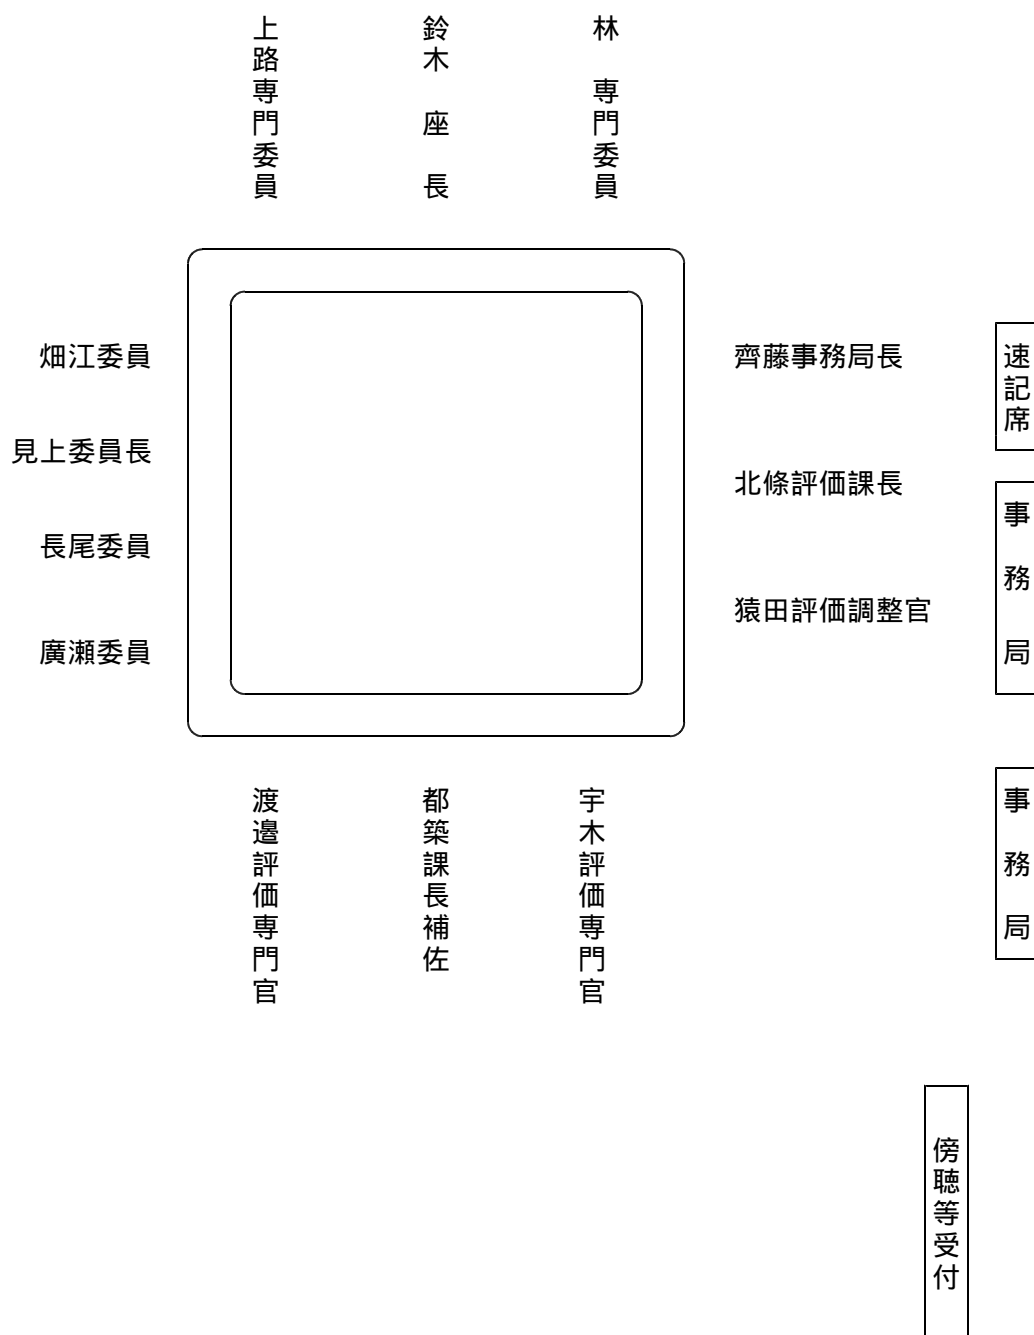 上路専門委員
鈴木 座 長
林 専門委員
畑江委員
見上委員長
長尾委員
廣瀬委員
齊藤事務局長
北條評価課長
猿田評価調整官
速記席
事務局
事務局
渡邉評価専門官
都築課長補佐
宇木評価専門官
傍聴等受付